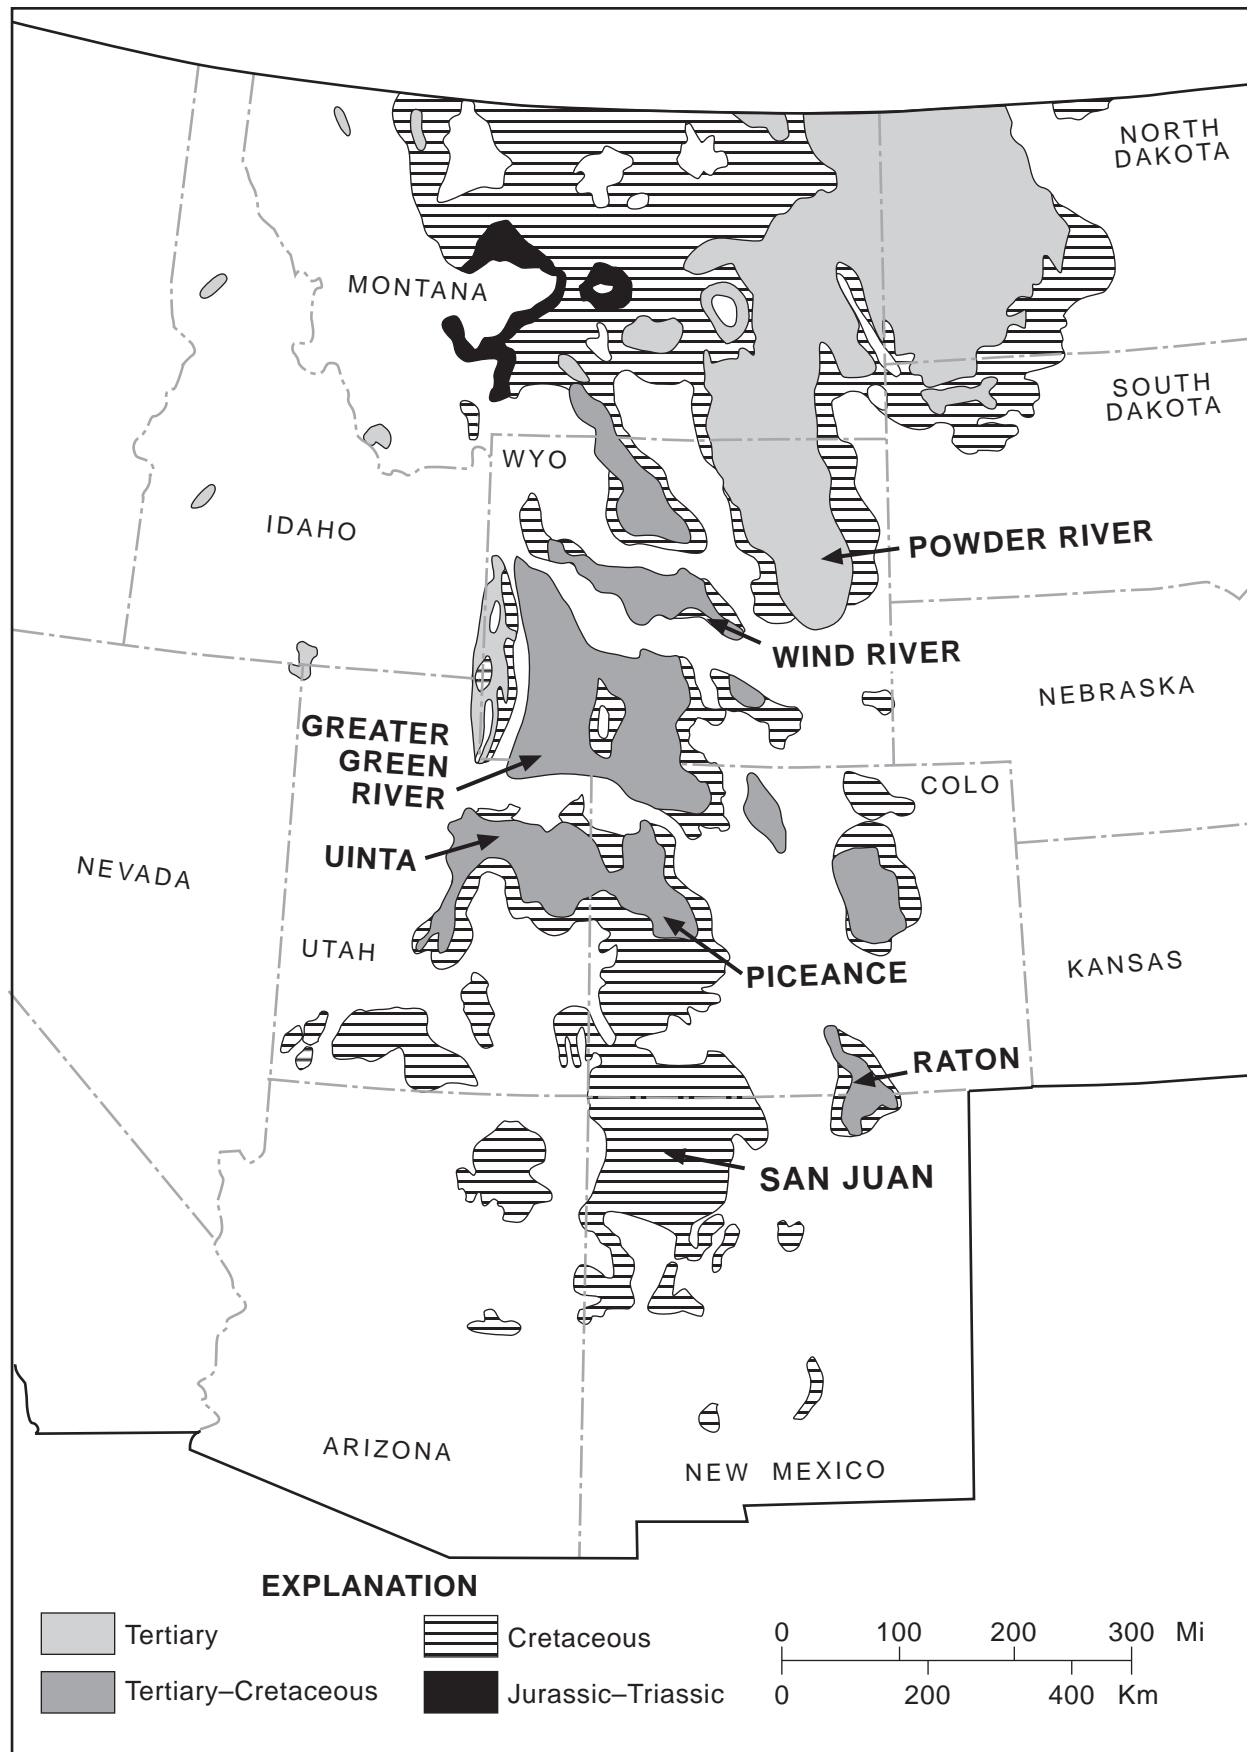 NORTH
DAKOTA
MONTANA
SOUTH
DAKOTA
WYO
IDAHO
POWDER RIVER
WIND RIVER
NEBRASKA
GREATER
GREEN
RIVER
COLO
UINTA
NEVADA
UTAH
PICEANCE
KANSAS
RATON
SAN JUAN
ARIZONA
NEW MEXICO
EXPLANATION
Tertiary
Cretaceous
Tertiary–Cretaceous
Jurassic–Triassic
0 100 200 300 Mi
0 200 400 Km